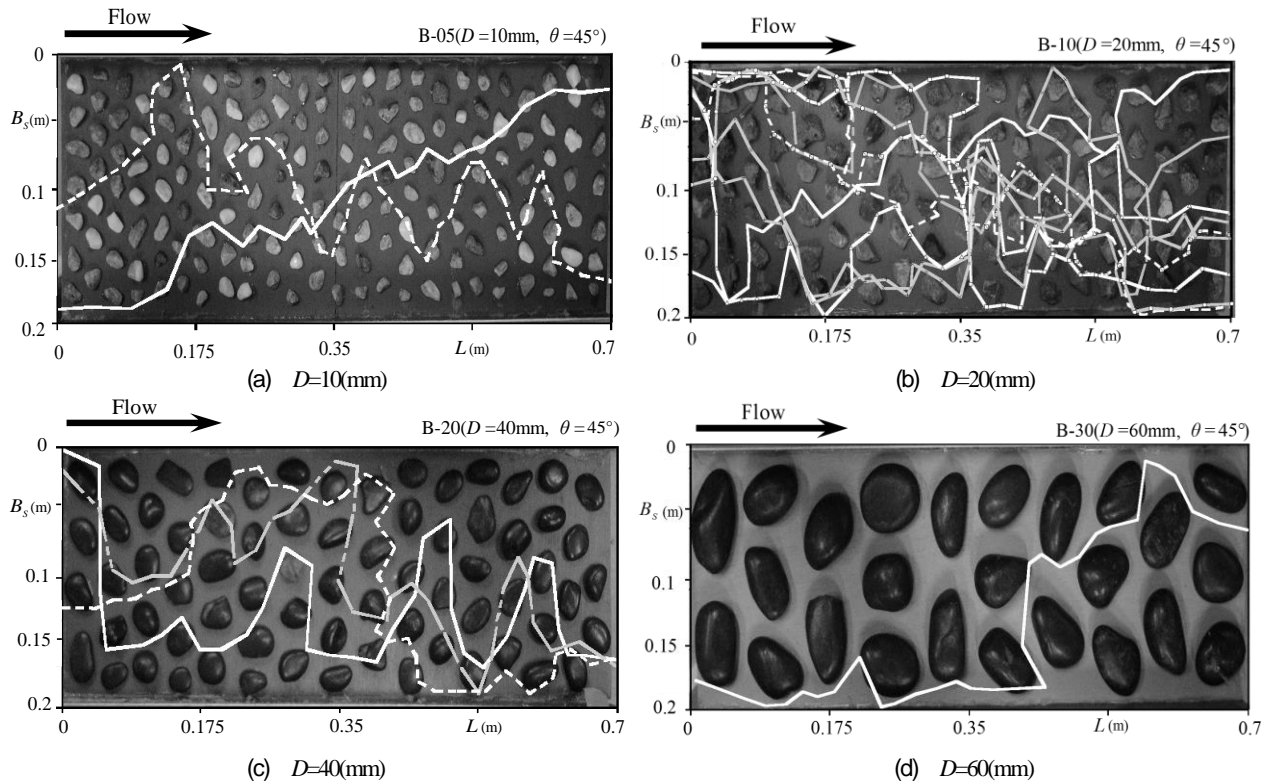 Flow
B-05(D =10mm, θ =45°)
0
Bs(m)
0.1
0.15
0.2
0
0.175
0.35
L (m)
0.7
(a) D=10(mm)
Flow
B-10(D =20mm, θ =45°)
0
Bs(m)
0.1
0.15
0.2
0
0.175
0.35
L (m)
0.7
(b) D=20(mm)
Flow
B-20(D =40mm, θ =45°)
0
Bs(m)
0.1
0.15
0.2
0
0.175
0.35
L (m)
0.7
(c) D=40(mm)
Flow
B-30(D =60mm, θ =45°)
0
Bs(m)
0.1
0.15
0.2
0
0.175
0.35
L (m)
0.7
(d) D=60(mm)